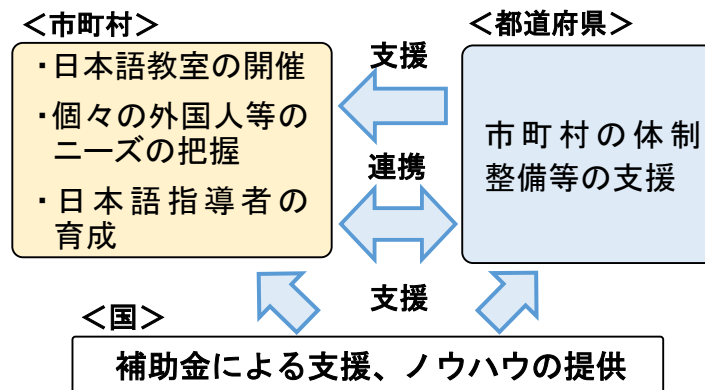 ＜市町村＞
・日本語教室の開催
・個々の外国人等の
ニーズの把握
・日本語指導者の
育成
支援
連携
＜都道府県＞
市町村の体制
整備等の支援
支援
＜国＞
補助金による支援、ノウハウの提供